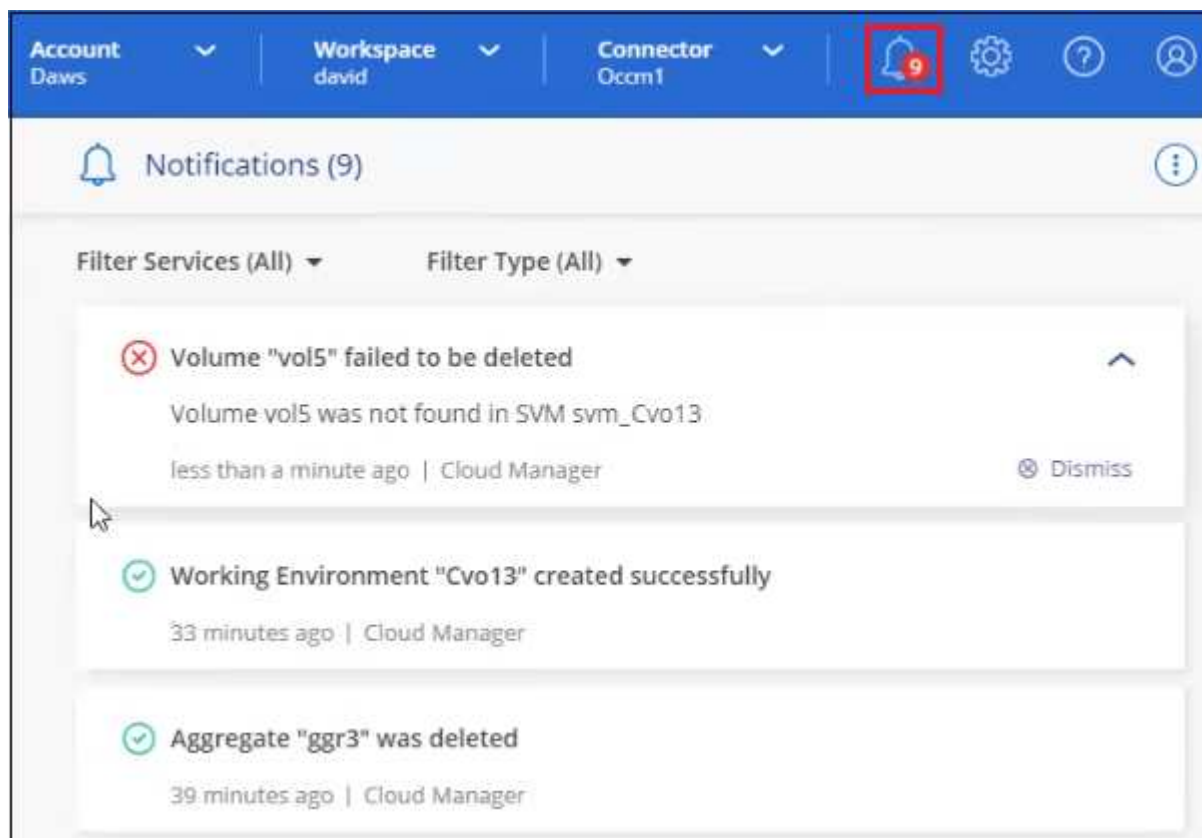 Account
Daws
Workspace
david
Connector
Occm1
9
Notifications (9)
Filter Services (All)
Filter Type (All)
Volume "vol5" failed to be deleted
Volume vol5 was not found in SVM svm_Cvo13
less than a minute ago | Cloud Manager
Dismiss
Working Environment "Cvo13" created successfully
33 minutes ago | Cloud Manager
Aggregate "ggr3" was deleted
39 minutes ago | Cloud Manager